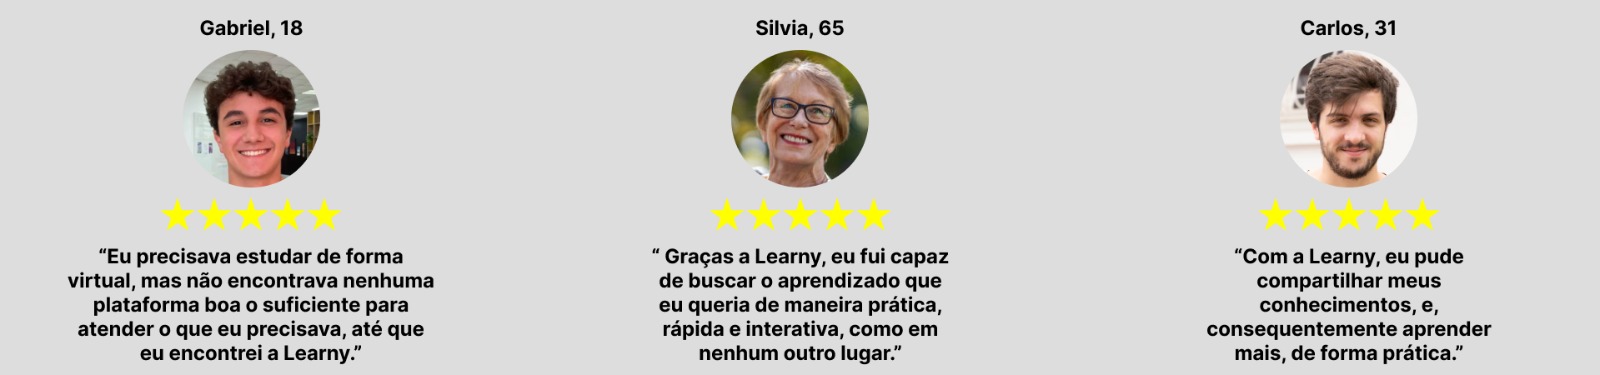 Gabriel, 18
“Eu precisava estudar de forma
virtual, mas não encontrava nenhuma
plataforma boa o suficiente para
atender o que eu precisava, até que
eu encontrei a Learny.”
Silvia, 65
“ Graças a Learny, eu fui capaz
de buscar o aprendizado que
eu queria de maneira prática,
rápida e interativa, como em
nenhum outro lugar.”
Carlos, 31
“Com a Learny, eu pude
compartilhar meus
conhecimentos, e,
consequentemente aprender
mais, de forma prática.”